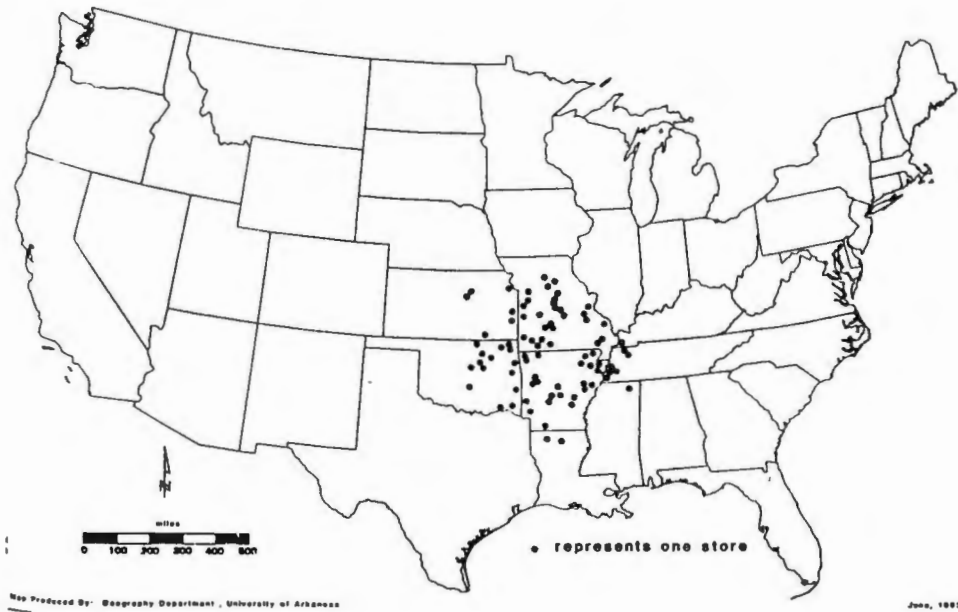 N
miles
0 100 200 300 400 500
• represents one store
Map Produced By: Geography Department, University of Arkansas
June,